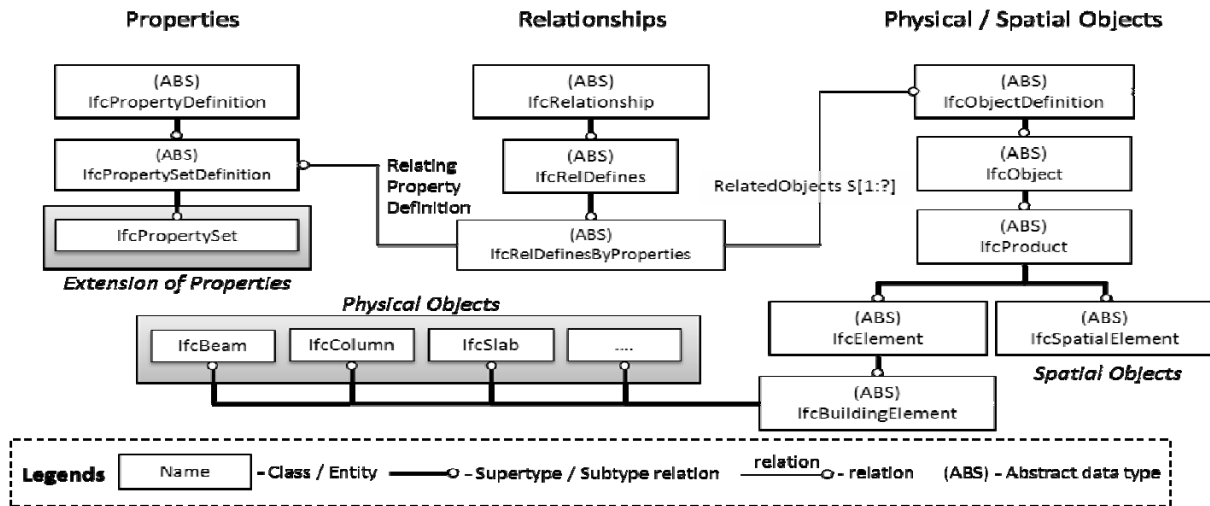 Properties
Relationships
Physical / Spatial Objects
(ABS)
IfcPropertyDefinition
(ABS)
IfcPropertySetDefinition
IfcPropertySet
Extension of Properties
(ABS)
IfcRelationship
(ABS)
IfcRelDefines
(ABS)
IfcRelDefinesByProperties
Relating
Property
Definition
RelatedObjects S[1:?]
(ABS)
IfcObjectDefinition
(ABS)
IfcObject
(ABS)
IfcProduct
(ABS)
IfcElement
(ABS)
IfcSpatialElement
Spatial Objects
(ABS)
IfcBuildingElement
Physical Objects
IfcBeam
IfcColumn
IfcSlab
....
Legends
Name
- Class / Entity
- Supertype / Subtype relation
relation
- relation
(ABS) - Abstract data type